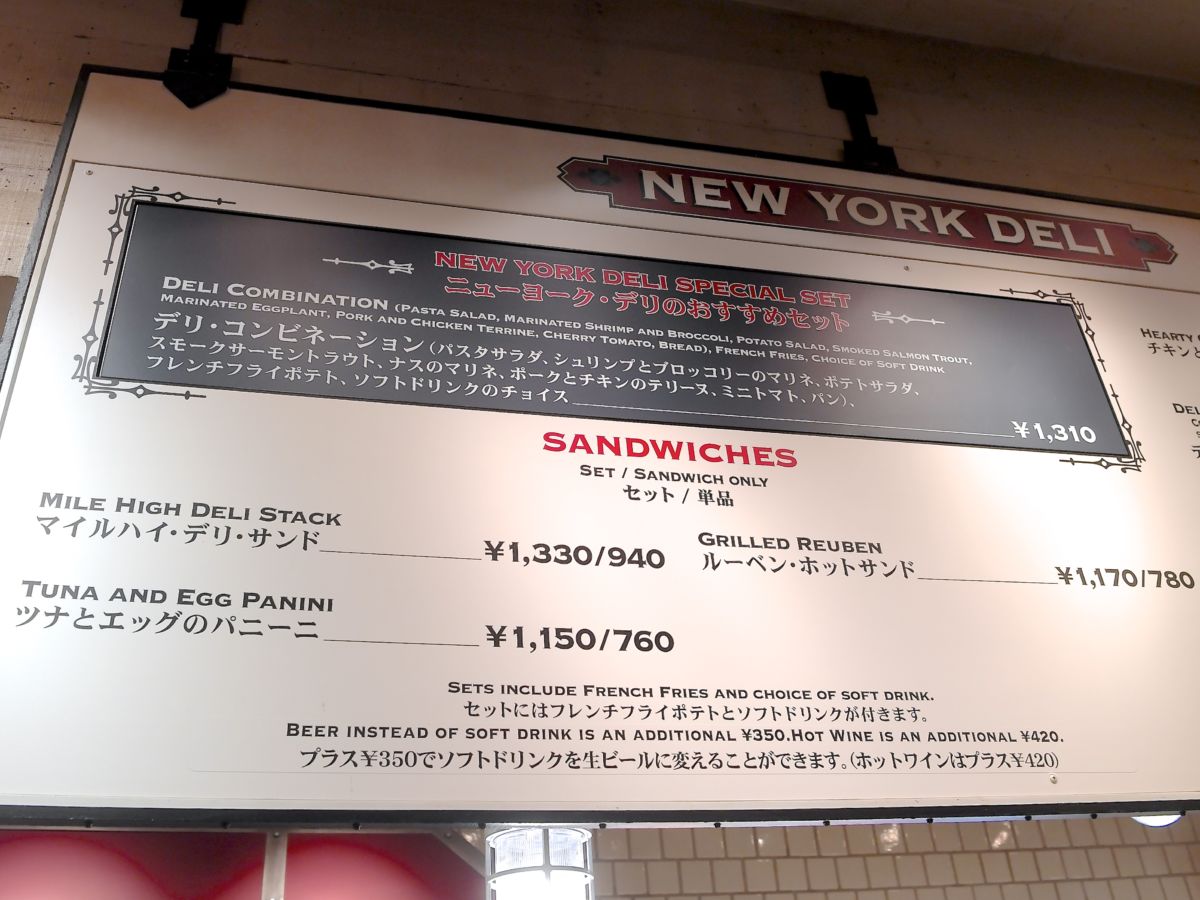 NEW YORK DELI
NEW YORK DELI SPECIAL SET
ニューヨーク・デリのおすすめセット
DELI COMBINATION (PASTA SALAD, MARINATED SHRIMP AND BROCCOLI, POTATO SALAD, SMOKED SALMON TROUT,
MARINATED EGGPLANT, PORK AND CHICKEN TERRINE, CHERRY TOMATO, BREAD), FRENCH FRIES, CHOICE OF SOFT DRINK
デリ・コンビネーション(パスタサラダ、シュリンプとブロッコリーのマリネ、ポテトサラダ、
スモークサーモントラウト、ナスのマリネ、ポークとチキンのテリーヌ、ミニトマト、パン)、
フレンチフライポテト、ソフトドリンクのチョイス ¥1,310
SANDWICHES
SET / SANDWICH ONLY
セット / 単品
MILE HIGH DELI STACK
マイルハイ・デリ・サンド ¥1,330/940
GRILLED REUBEN
ルーベン・ホットサンド ¥1,170/780
TUNA AND EGG PANINI
ツナとエッグのパニーニ ¥1,150/760
SETS INCLUDE FRENCH FRIES AND CHOICE OF SOFT DRINK.
セットにはフレンチフライポテトとソフトドリンクが付きます。
BEER INSTEAD OF SOFT DRINK IS AN ADDITIONAL ¥350.HOT WINE IS AN ADDITIONAL ¥420.
プラス¥350でソフトドリンクを生ビールに変えることができます。(ホットワインはプラス¥420)
HEARTY
チキン